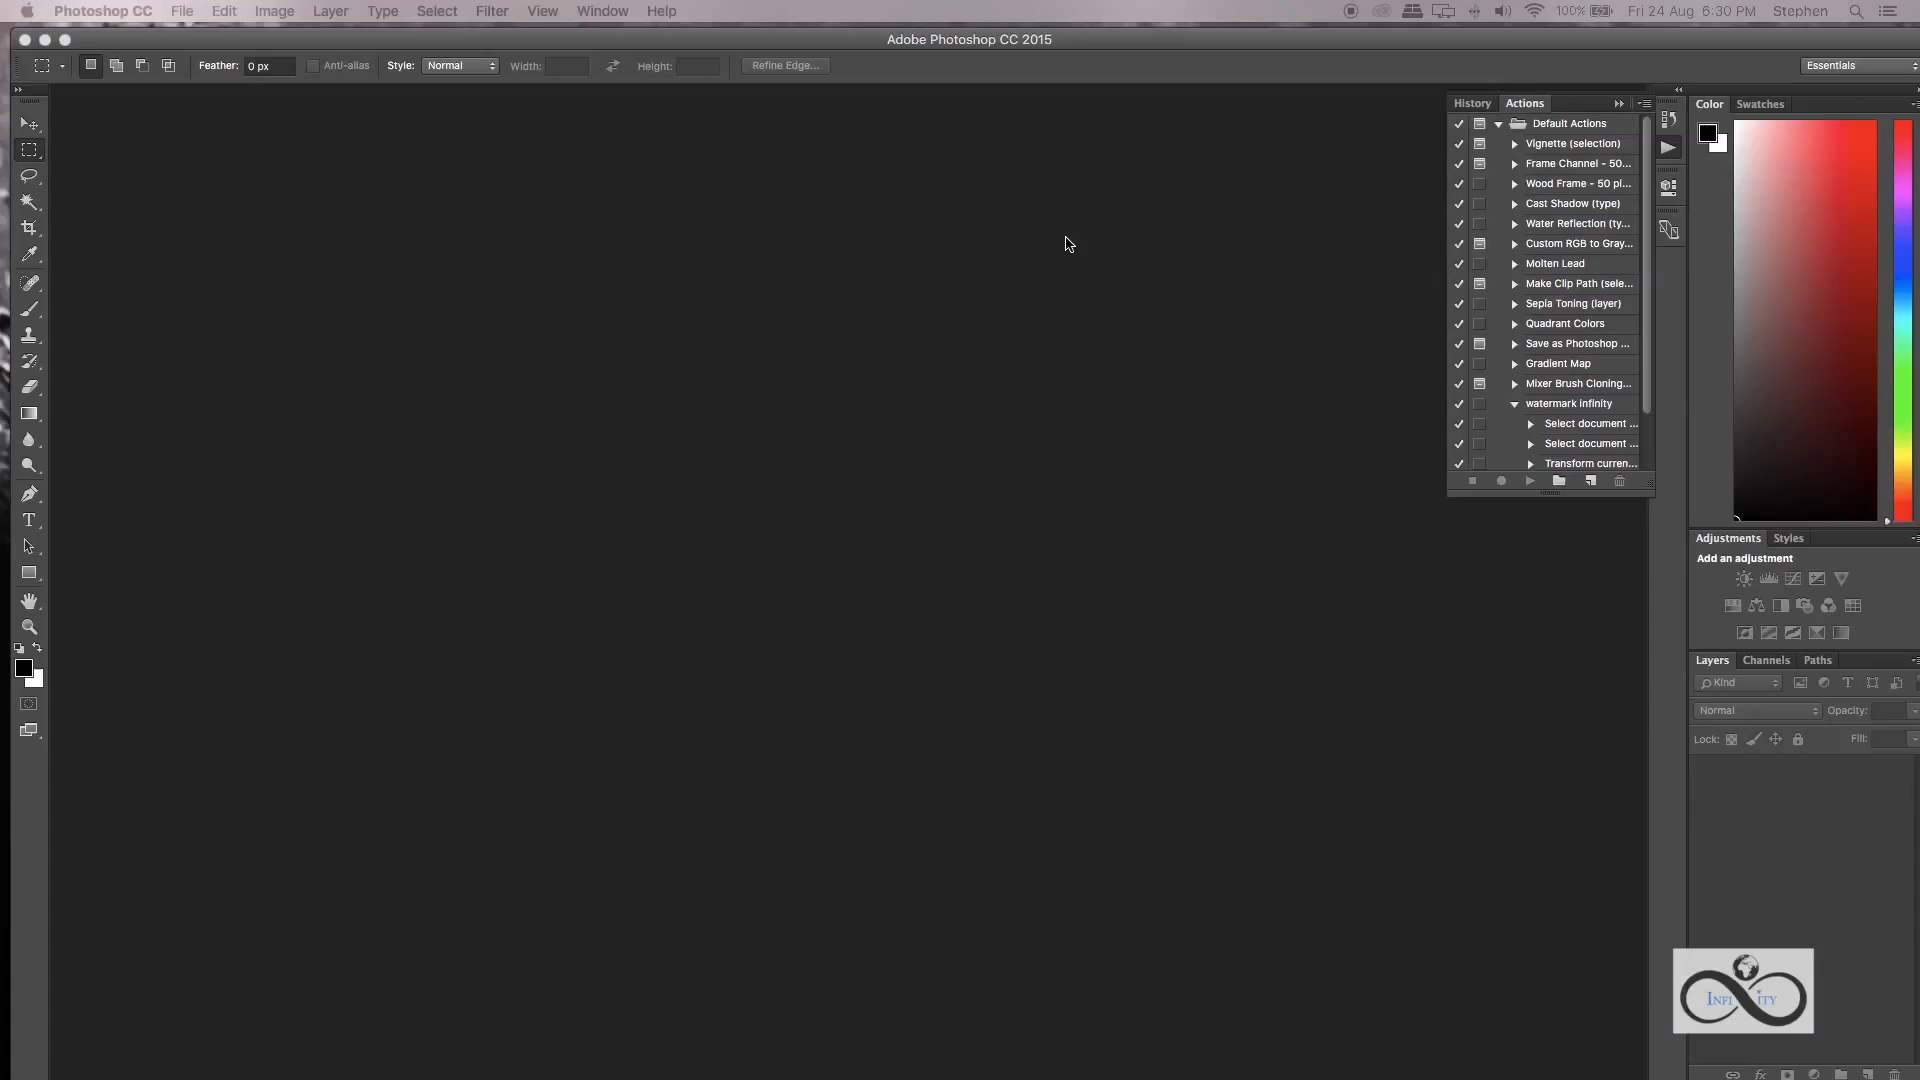 Photoshop CC File Edit Image Layer Type Select Filter View Window Help 100% Fri 24 Aug 6:30 PM Stephen
Adobe Photoshop CC 2015
Feather: 0 px Anti-alias Style: Normal Width: Height: Refine Edge... Essentials
History Actions
Default Actions
Vignette (selection)
Frame Channel - 50...
Wood Frame - 50 pi...
Cast Shadow (type)
Water Reflection (ty...
Custom RGB to Gray...
Molten Lead
Make Clip Path (sele...
Sepia Toning (layer)
Quadrant Colors
Save as Photoshop ...
Gradient Map
Mixer Brush Cloning...
watermark infinity
Select document ...
Select document ...
Transform curren...
Color Swatches
Adjustments Styles
Add an adjustment
Layers Channels Paths
Kind
Normal Opacity:
Lock: Fill:
INFI ITY